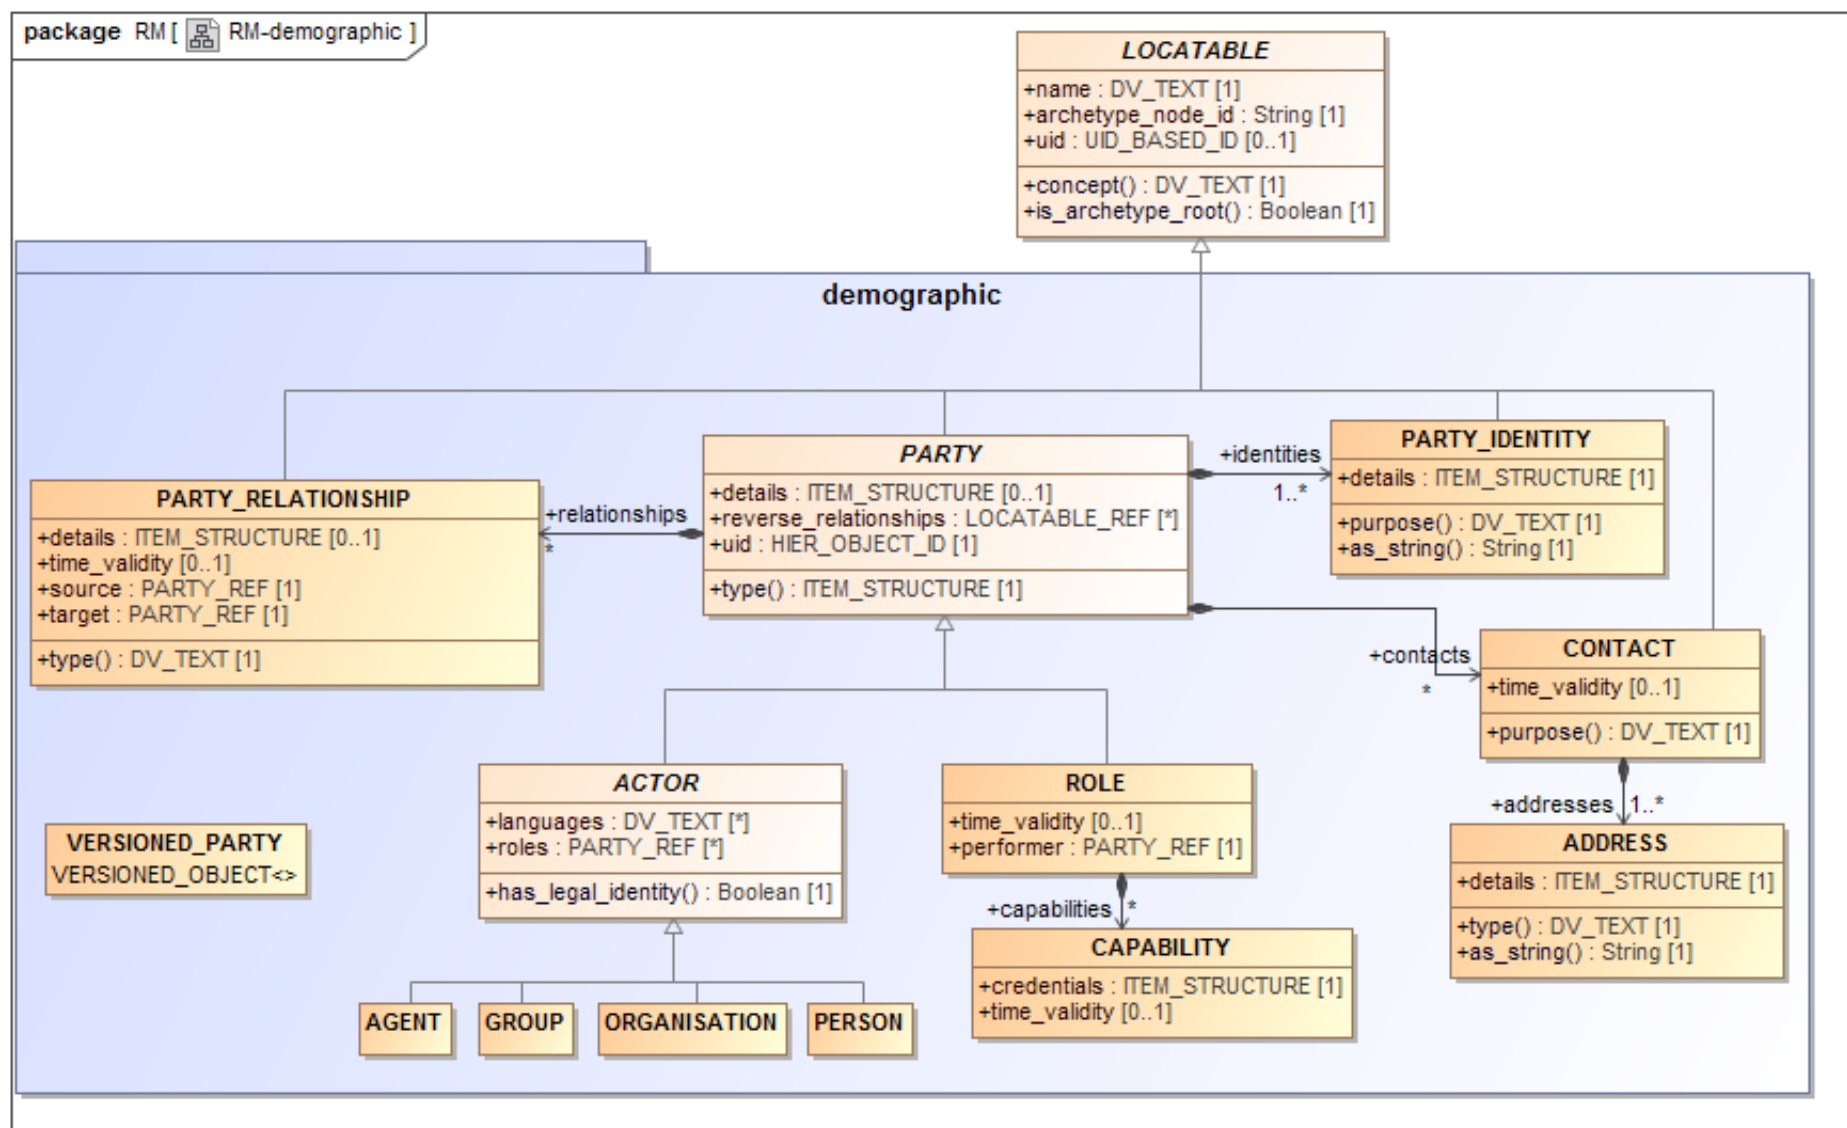 package RM [ RM-demographic ]
LOCATABLE
+name : DV_TEXT [1]
+archetype_node_id : String [1]
+uid : UID_BASED_ID [0..1]
+concept() : DV_TEXT [1]
+is_archetype_root() : Boolean [1]
demographic
PARTY_RELATIONSHIP
+details : ITEM_STRUCTURE [0..1]
+time_validity [0..1]
+source : PARTY_REF [1]
+target : PARTY_REF [1]
+type() : DV_TEXT [1]
+relationships
*
PARTY
+details : ITEM_STRUCTURE [0..1]
+reverse_relationships : LOCATABLE_REF [*]
+uid : HIER_OBJECT_ID [1]
+type() : ITEM_STRUCTURE [1]
+identities
1..*
PARTY_IDENTITY
+details : ITEM_STRUCTURE [1]
+purpose() : DV_TEXT [1]
+as_string() : String [1]
+contacts
*
CONTACT
+time_validity [0..1]
+purpose() : DV_TEXT [1]
+addresses 1..*
ADDRESS
+details : ITEM_STRUCTURE [1]
+type() : DV_TEXT [1]
+as_string() : String [1]
ACTOR
+languages : DV_TEXT [*]
+roles : PARTY_REF [*]
+has_legal_identity() : Boolean [1]
ROLE
+time_validity [0..1]
+performer : PARTY_REF [1]
+capabilities *
CAPABILITY
+credentials : ITEM_STRUCTURE [1]
+time_validity [0..1]
VERSIONED_PARTY
VERSIONED_OBJECT<>
AGENT
GROUP
ORGANISATION
PERSON